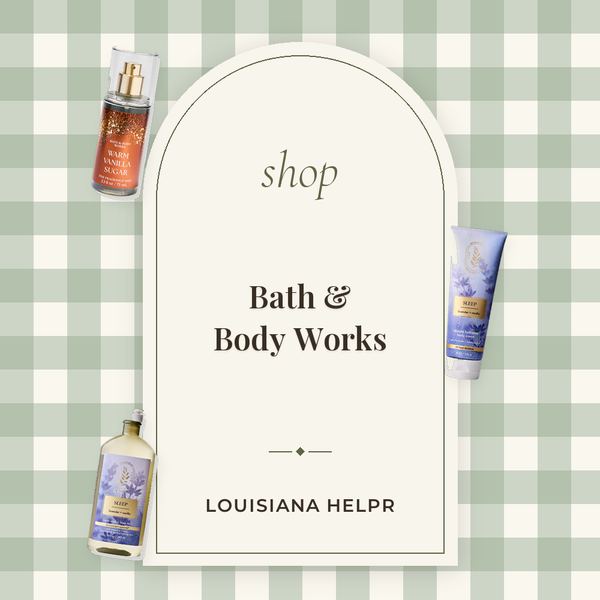 shop
Bath &
Body Works
LOUISIANA HELPR
WARM
VANILLA
SUGAR
SLEEP
SLEEP